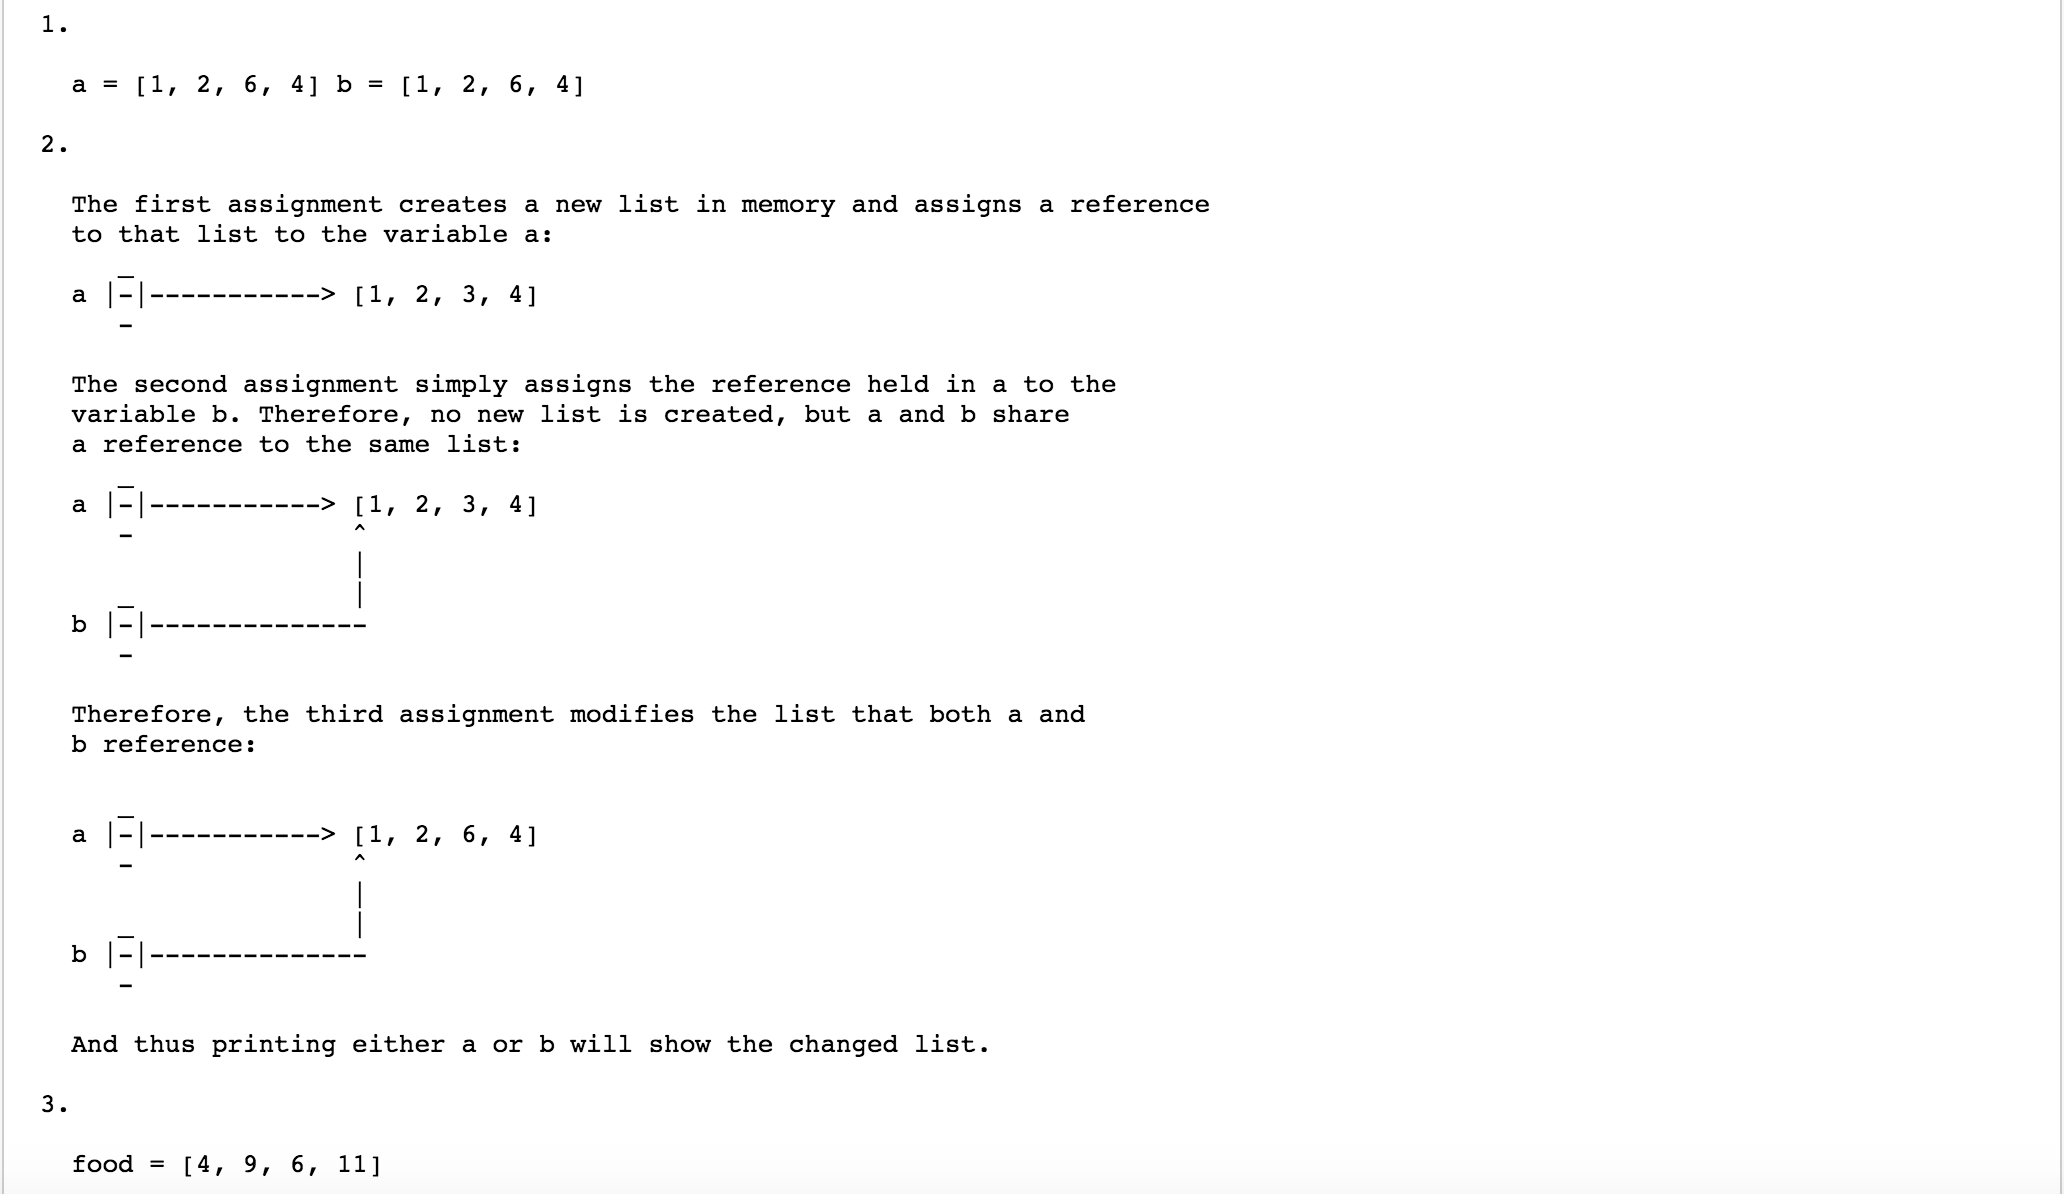 1.
a = [1, 2, 6, 4] b = [1, 2, 6, 4]
2.
The first assignment creates a new list in memory and assigns a reference
to that list to the variable a:
_
a |-|-----------> [1, 2, 3, 4]
-
The second assignment simply assigns the reference held in a to the
variable b. Therefore, no new list is created, but a and b share
a reference to the same list:
_
a |-|-----------> [1, 2, 3, 4]
- ^
|
|
_
b |-|--------------
-
Therefore, the third assignment modifies the list that both a and
b reference:
_
a |-|-----------> [1, 2, 6, 4]
- ^
|
|
_
b |-|--------------
-
And thus printing either a or b will show the changed list.
3.
food = [4, 9, 6, 11]